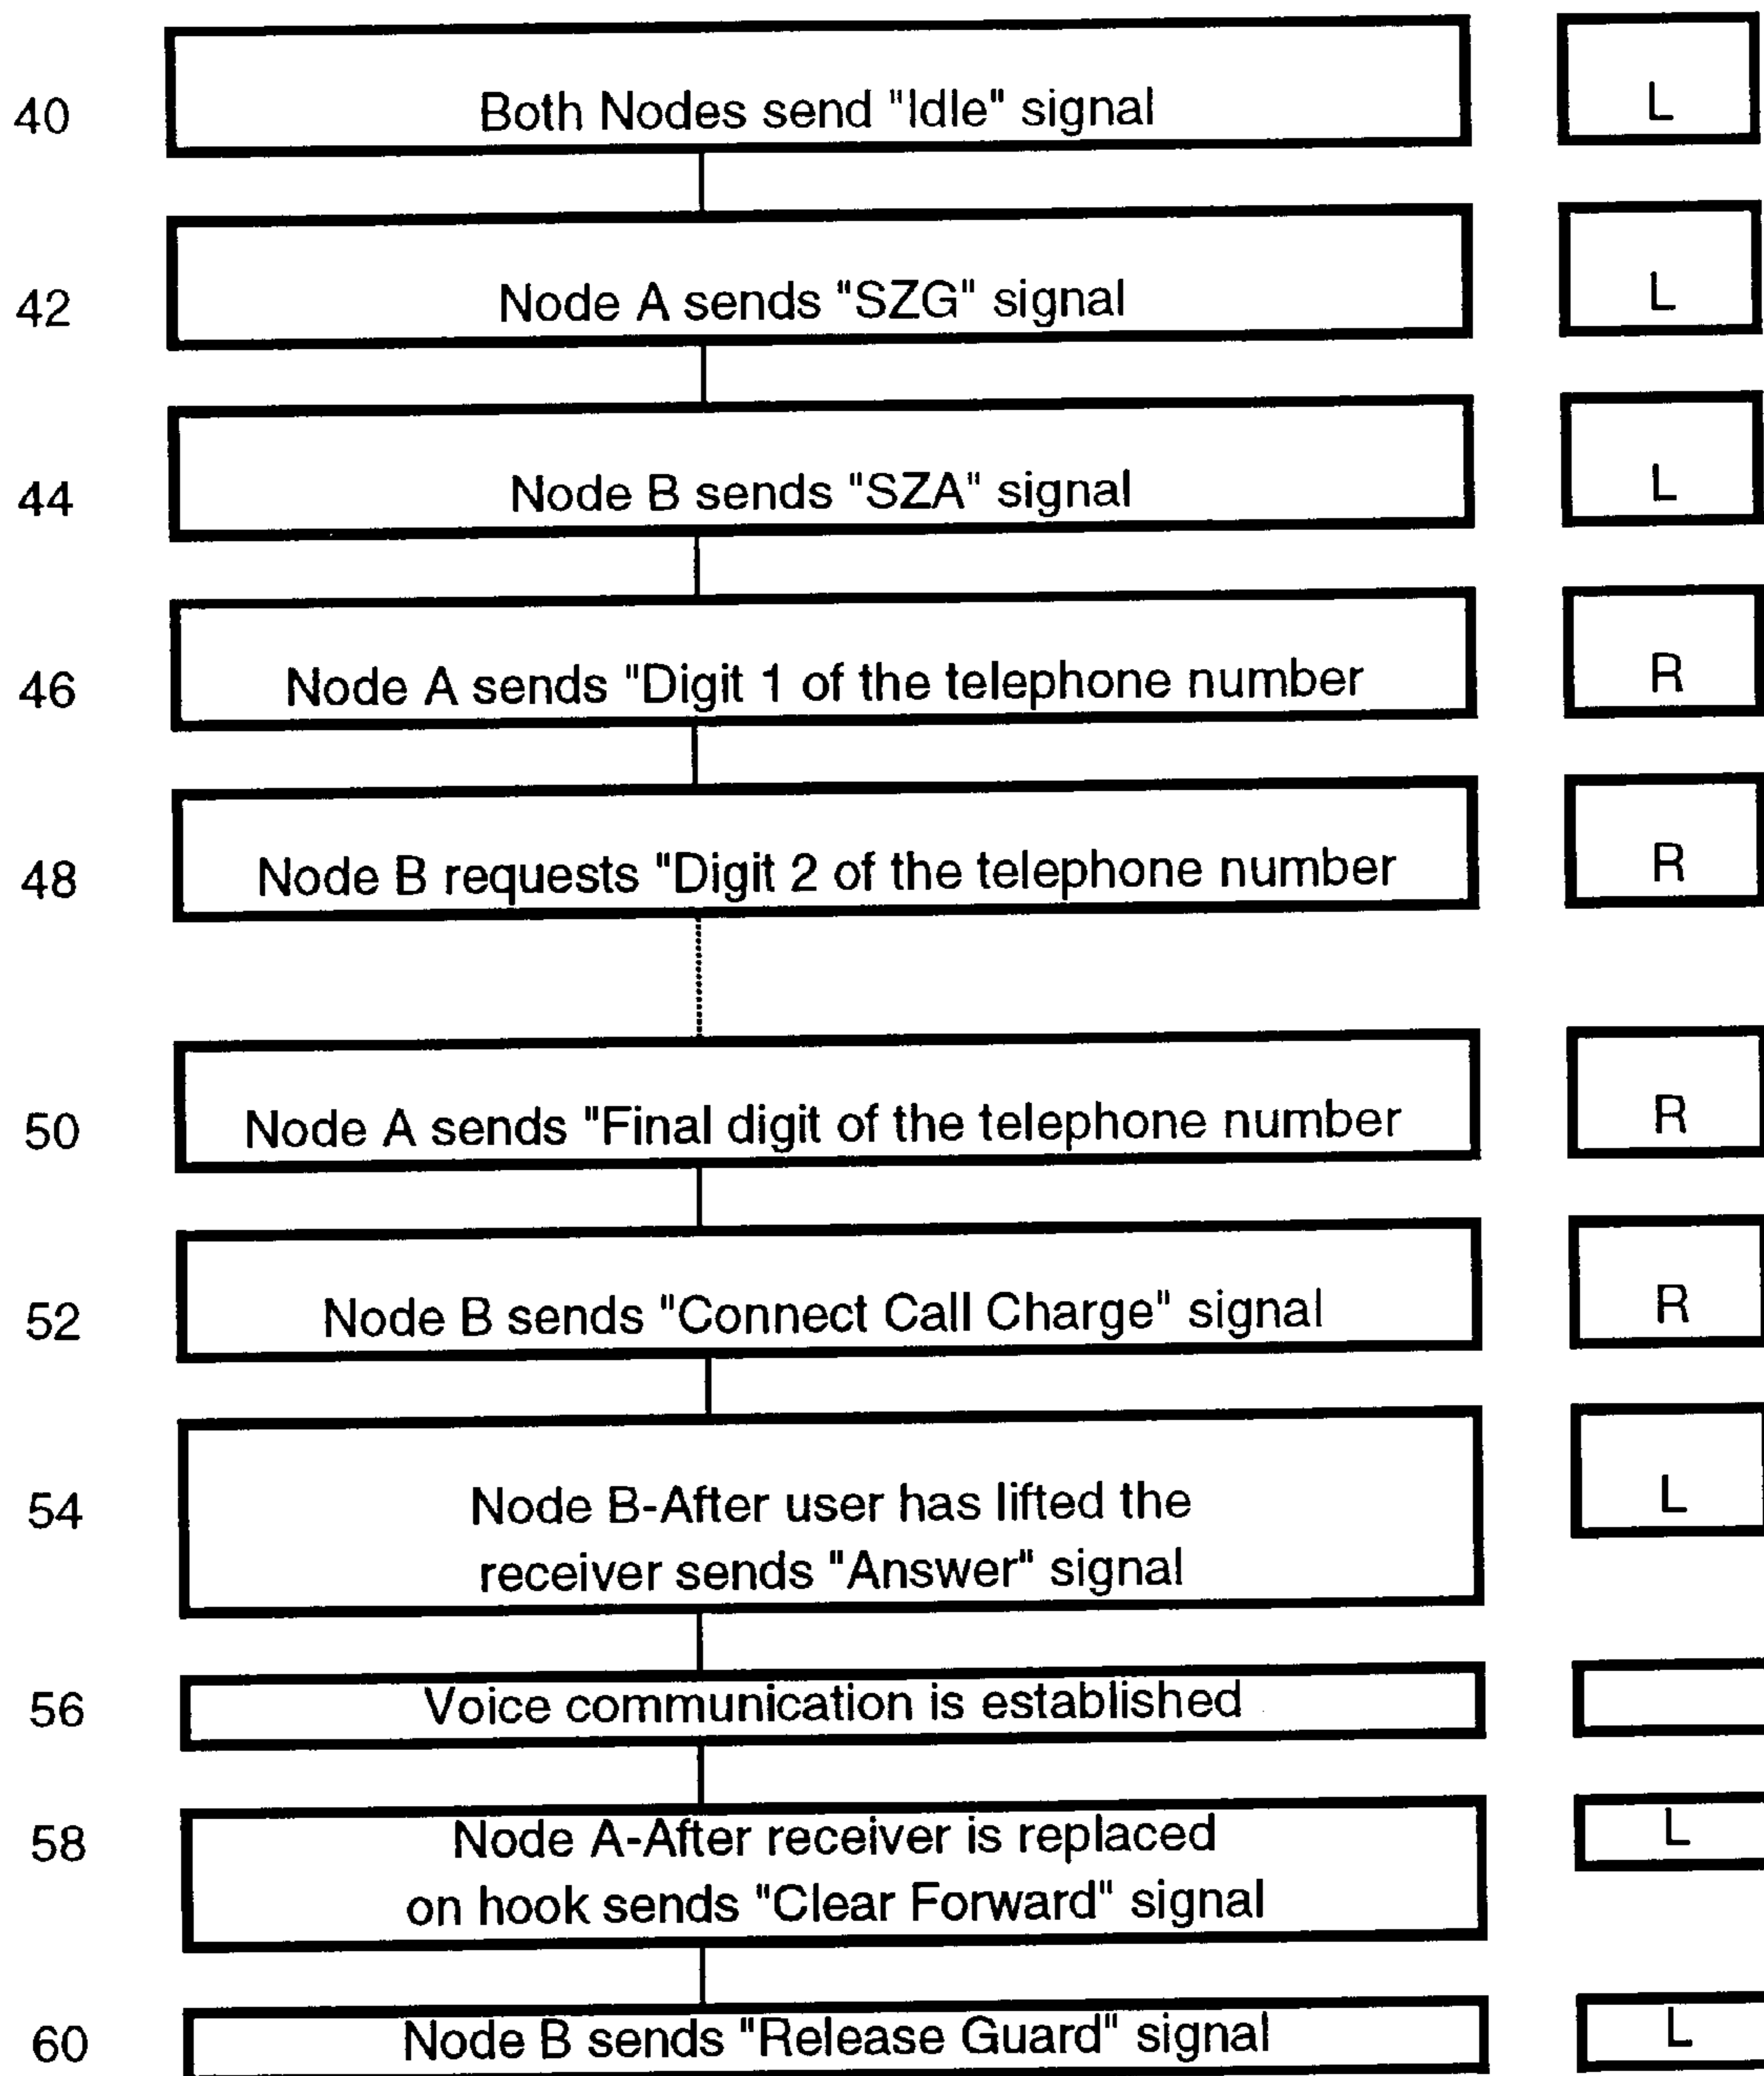 40 Both Nodes send "Idle" signal L
42 Node A sends "SZG" signal L
44 Node B sends "SZA" signal L
46 Node A sends "Digit 1 of the telephone number R
48 Node B requests "Digit 2 of the telephone number R
50 Node A sends "Final digit of the telephone number R
52 Node B sends "Connect Call Charge" signal R
54 Node B-After user has lifted the L
receiver sends "Answer" signal
56 Voice communication is established
58 Node A-After receiver is replaced L
on hook sends "Clear Forward" signal
60 Node B sends "Release Guard" signal L